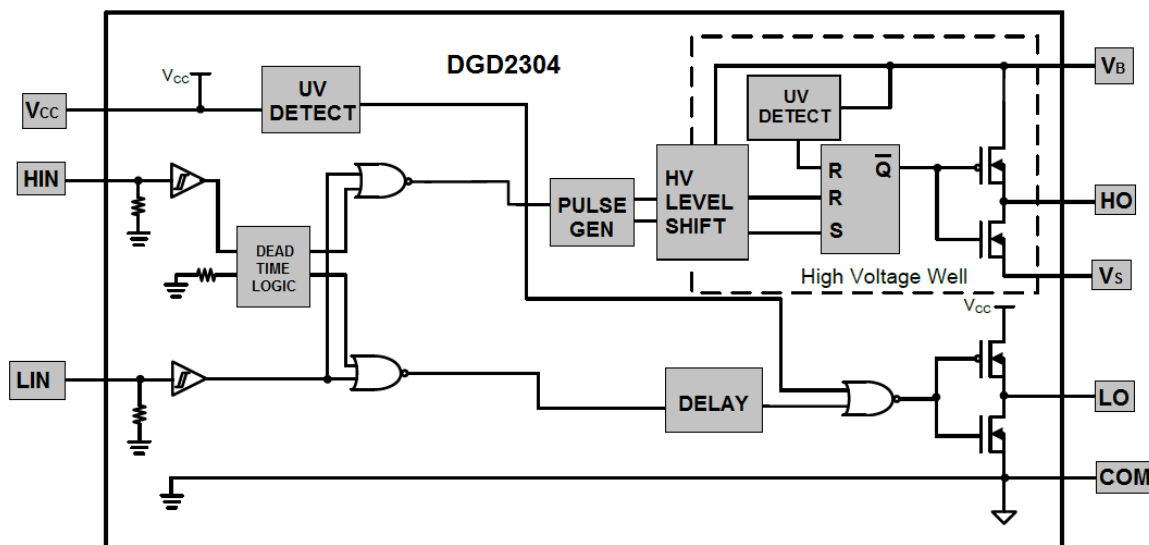 DGD2304
VCC
VCC
UV
DETECT
HIN
DEAD
TIME
LOGIC
LIN
PULSE
GEN
HV
LEVEL
SHIFT
UV
DETECT
R
R
S
Q̅
High Voltage Well
VB
HO
VS
VCC
DELAY
LO
COM